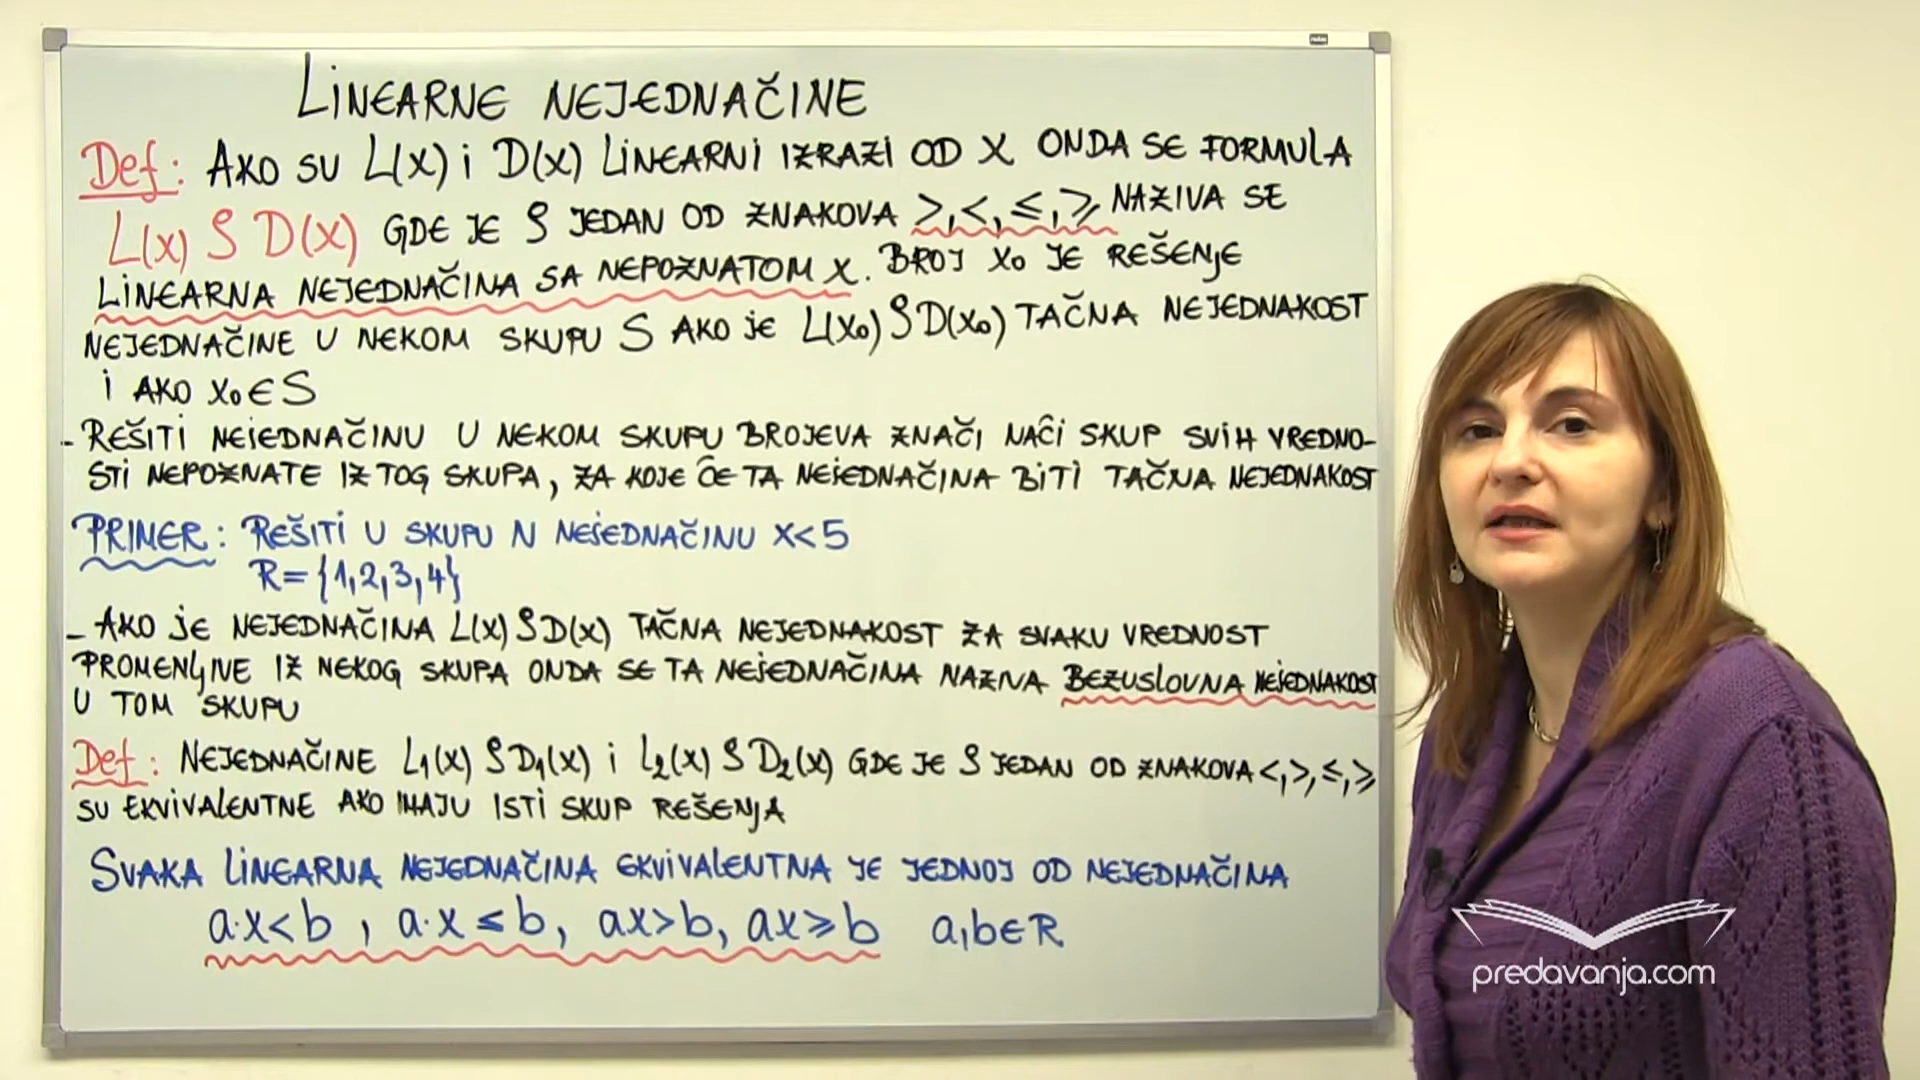 LINEARNE NEJEDNAČINE
Def: AKO SU L(X) i D(X) LINEARNI IZRAZI OD X ONDA SE FORMULA
L(x) ρ D(x) GDE JE ρ JEDAN OD ZNAKOVA >,<,≤,≥ NAZIVA SE
LINEARNA NEJEDNAČINA SA NEPOZNATOM X. BROJ X₀ JE REŠENJE
NEJEDNAČINE U NEKOM SKUPU S AKO JE L(X₀) ρ D(X₀) TAČNA NEJEDNAKOST
I AKO X₀∈S
- REŠITI NEJEDNAČINU U NEKOM SKUPU BROJEVA ZNAČI NAĆI SKUP SVIH VREDNO-
STI NEPOZNATE IZ TOG SKUPA, ZA KOJE ĆE TA NEJEDNAČINA BITI TAČNA NEJEDNAKOST
PRIMER: REŠITI U SKUPU N NEJEDNAČINU X<5
R={1,2,3,4}
- AKO JE NEJEDNAČINA L(x) ρ D(x) TAČNA NEJEDNAKOST ZA SVAKU VREDNOST
PROMENLJIVE IZ NEKOG SKUPA ONDA SE TA NEJEDNAČINA NAZIVA BEZUSLOVNA NEJEDNAKOST
U TOM SKUPU
Def: NEJEDNAČINE L₁(x) ρ D₁(x) i L₂(x) ρ D₂(x) GDE JE ρ JEDAN OD ZNAKOVA <,>,≤,≥
SU EKVIVALENTNE AKO IMAJU ISTI SKUP REŠENJA
SVAKA LINEARNA NEJEDNAČINA EKVIVALENTNA JE JEDNOJ OD NEJEDNAČINA
a·x<b, a·x≤b, ax>b, ax≥b a,b∈R
predavanja.com